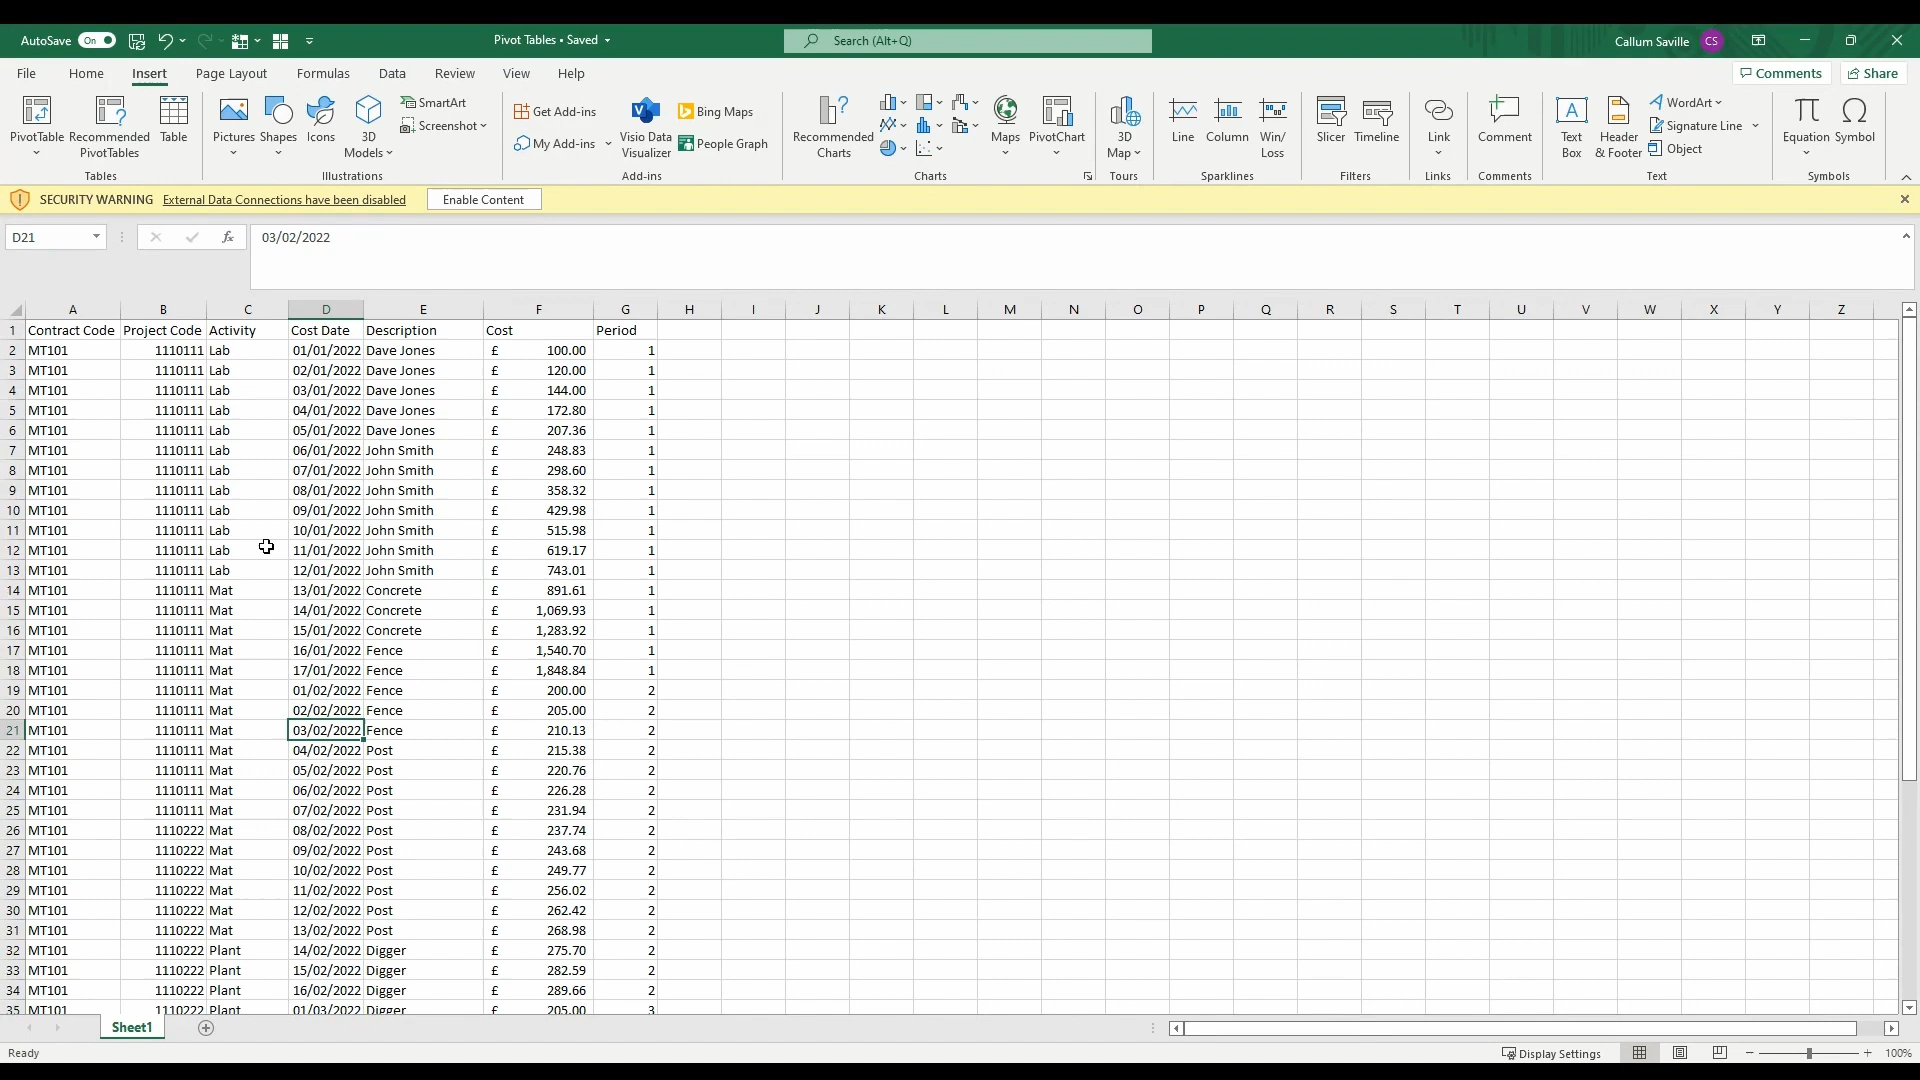 AutoSave On Pivot Tables • Saved Search (Alt+Q) Callum Saville CS
File Home Insert Page Layout Formulas Data Review View Help Comments Share
PivotTable Recommended PivotTables Table Pictures Shapes Icons 3D Models SmartArt Screenshot Get Add-ins My Add-ins Visio Data Visualizer Bing Maps People Graph Recommended Charts Maps PivotChart 3D Map Line Column Win/Loss Slicer Timeline Link Comment Text Box Header & Footer WordArt Signature Line Object Equation Symbol
Tables Illustrations Add-ins Charts Tours Sparklines Filters Links Comments Text Symbols
SECURITY WARNING External Data Connections have been disabled Enable Content
D21 fx 03/02/2022
A B C D E F G H I J K L M N O P Q R S T U V W X Y Z
1 Contract Code Project Code Activity Cost Date Description Cost Period
2 MT101 1110111 Lab 01/01/2022 Dave Jones £ 100.00 1
3 MT101 1110111 Lab 02/01/2022 Dave Jones £ 120.00 1
4 MT101 1110111 Lab 03/01/2022 Dave Jones £ 144.00 1
5 MT101 1110111 Lab 04/01/2022 Dave Jones £ 172.80 1
6 MT101 1110111 Lab 05/01/2022 Dave Jones £ 207.36 1
7 MT101 1110111 Lab 06/01/2022 John Smith £ 248.83 1
8 MT101 1110111 Lab 07/01/2022 John Smith £ 298.60 1
9 MT101 1110111 Lab 08/01/2022 John Smith £ 358.32 1
10 MT101 1110111 Lab 09/01/2022 John Smith £ 429.98 1
11 MT101 1110111 Lab 10/01/2022 John Smith £ 515.98 1
12 MT101 1110111 Lab 11/01/2022 John Smith £ 619.17 1
13 MT101 1110111 Lab 12/01/2022 John Smith £ 743.01 1
14 MT101 1110111 Mat 13/01/2022 Concrete £ 891.61 1
15 MT101 1110111 Mat 14/01/2022 Concrete £ 1,069.93 1
16 MT101 1110111 Mat 15/01/2022 Concrete £ 1,283.92 1
17 MT101 1110111 Mat 16/01/2022 Fence £ 1,540.70 1
18 MT101 1110111 Mat 17/01/2022 Fence £ 1,848.84 1
19 MT101 1110111 Mat 01/02/2022 Fence £ 200.00 2
20 MT101 1110111 Mat 02/02/2022 Fence £ 205.00 2
21 MT101 1110111 Mat 03/02/2022 Fence £ 210.13 2
22 MT101 1110111 Mat 04/02/2022 Post £ 215.38 2
23 MT101 1110111 Mat 05/02/2022 Post £ 220.76 2
24 MT101 1110111 Mat 06/02/2022 Post £ 226.28 2
25 MT101 1110111 Mat 07/02/2022 Post £ 231.94 2
26 MT101 1110222 Mat 08/02/2022 Post £ 237.74 2
27 MT101 1110222 Mat 09/02/2022 Post £ 243.68 2
28 MT101 1110222 Mat 10/02/2022 Post £ 249.77 2
29 MT101 1110222 Mat 11/02/2022 Post £ 256.02 2
30 MT101 1110222 Mat 12/02/2022 Post £ 262.42 2
31 MT101 1110222 Mat 13/02/2022 Post £ 268.98 2
32 MT101 1110222 Plant 14/02/2022 Digger £ 275.70 2
33 MT101 1110222 Plant 15/02/2022 Digger £ 282.59 2
34 MT101 1110222 Plant 16/02/2022 Digger £ 289.66 2
35 MT101 1110222 Plant 01/03/2022 Digger £ 205.00 3
Sheet1
Ready Display Settings 100%